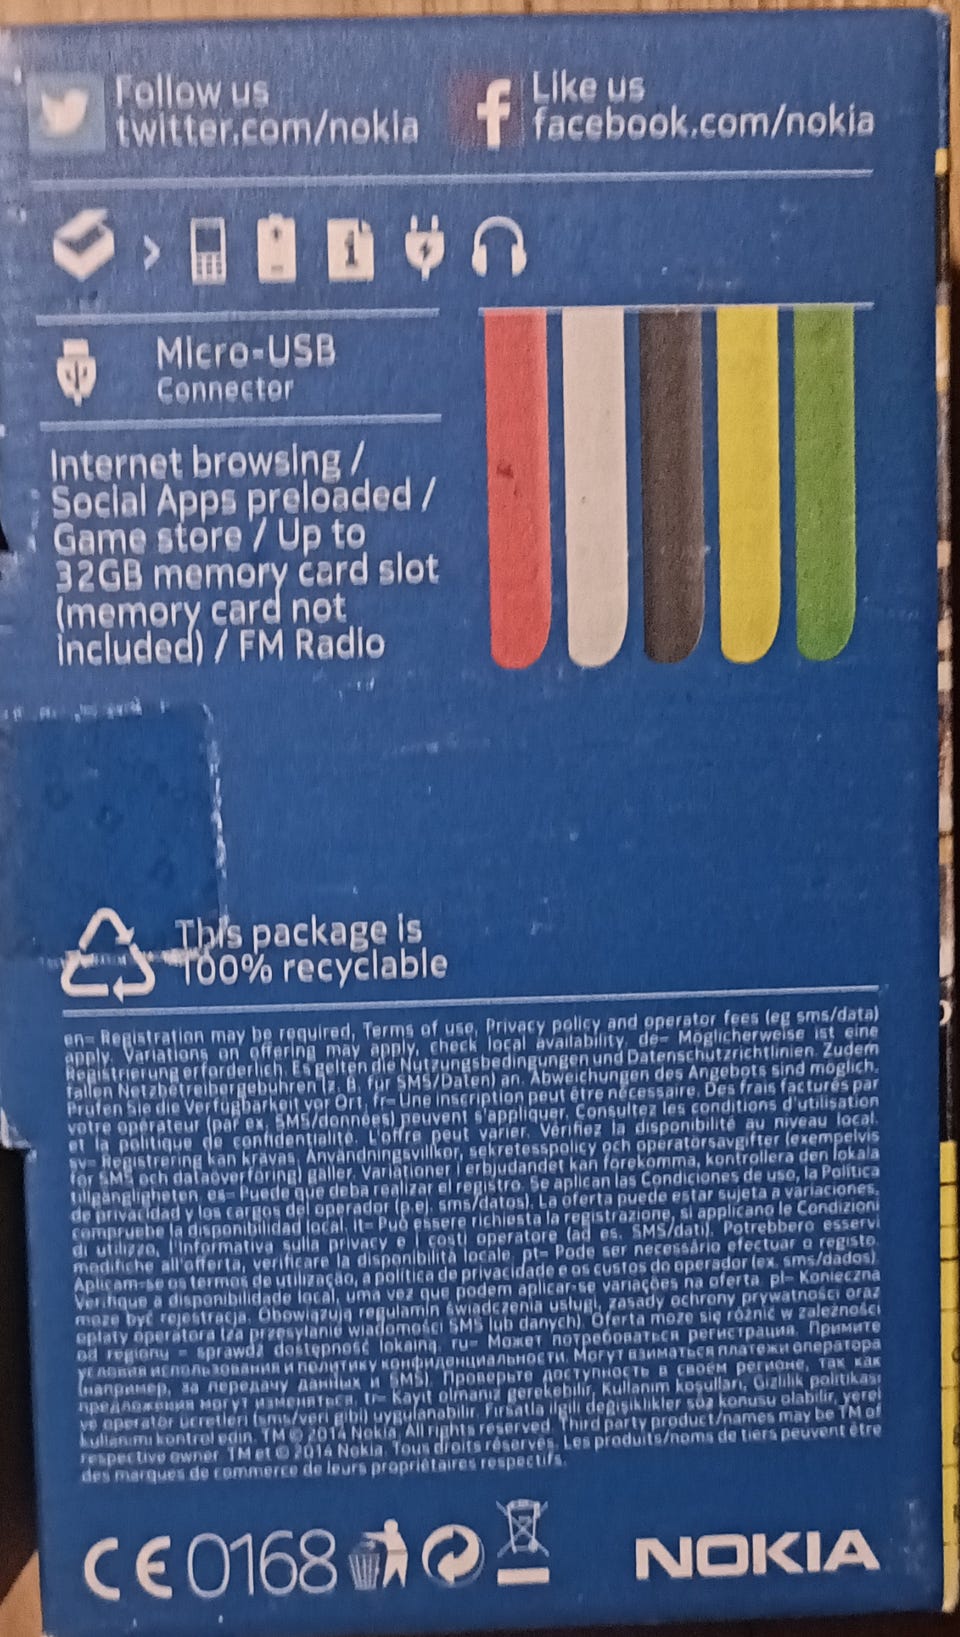 Follow us
twitter.com/nokia
Like us
facebook.com/nokia
Micro-USB
Connector
Internet browsing /
Social Apps preloaded /
Game store / Up to
32GB memory card slot
(memory card not
included) / FM Radio
This package is
100% recyclable
en- Registration may be required, Terms of use, Privacy policy and operator fees (eg sms/data)
apply. Variations on offering may apply, check local availability. de- Möglicherweise ist eine
Registrierung erforderlich. Es gelten die Nutzungsbedingungen und Datenschutzrichtlinien. Zudem
fallen Netzbetreibergebühren (z. B. für SMS/Daten) an. Abweichungen des Angebots sind möglich.
Prüfen Sie die Verfügbarkeit vor Ort. fr- Une inscription peut être nécessaire. Des frais facturés par
votre opérateur (par ex. SMS/données) peuvent s'appliquer. Consultez les conditions d'utilisation
et la politique de confidentialité. L'offre peut varier. Vérifiez la disponibilité au niveau local.
sv- Registrering kan krävas. Användningsvillkor, sekretesspolicy och operatörsavgifter (exempelvis
för SMS och dataöverföring) gäller. Variationer i erbjudandet kan förekomma, kontrollera den lokala
tillgängligheten. es- Puede que deba realizar el registro. Se aplican las Condiciones de uso, la Política
de privacidad y los cargos del operador (p.ej. sms/datos). La oferta puede estar sujeta a variaciones,
compruebe la disponibilidad local. it- Può essere richiesta la registrazione, si applicano le Condizioni
di utilizzo, l'Informativa sulla privacy e i costi operatore (ad es. SMS/dati). Potrebbero esservi
modifiche all'offerta, verificare la disponibilità locale. pt- Pode ser necessário efectuar o registo.
Aplicam-se os termos de utilização, a política de privacidade e os custos do operador (ex. sms/dados).
Verifique a disponibilidade local, uma vez que podem aplicar-se variações na oferta. pl- Konieczna
może być rejestracja. Obowiązują regulamin świadczenia usługi, zasady ochrony prywatności oraz
opłaty operatora (za przesyłanie wiadomości SMS lub danych). Oferta może się różnić w zależności
od regionu - sprawdź dostępność lokalną. ru- Может потребоваться регистрация. Примите
условия использования и политику конфиденциальности. Могут взиматься платежи оператора
(например, за передачу данных и SMS). Проверьте доступность в своем регионе, так как
предложения могут измениться. tr- Kayıt olmanız gerekebilir, Kullanım koşulları, Gizlilik politikası
ve operatör ücretleri (sms/veri gibi) uygulanabilir. Fırsatla ilgili değişiklikler söz konusu olabilir, yerel
kullanımı kontrol edin. TM © 2014 Nokia. All rights reserved. Third party product/names may be TM of
respective owner. TM et © 2014 Nokia. Tous droits réservés. Les produits/noms de tiers peuvent être
des marques de commerce de leurs propriétaires respectifs.
CE 0168
NOKIA